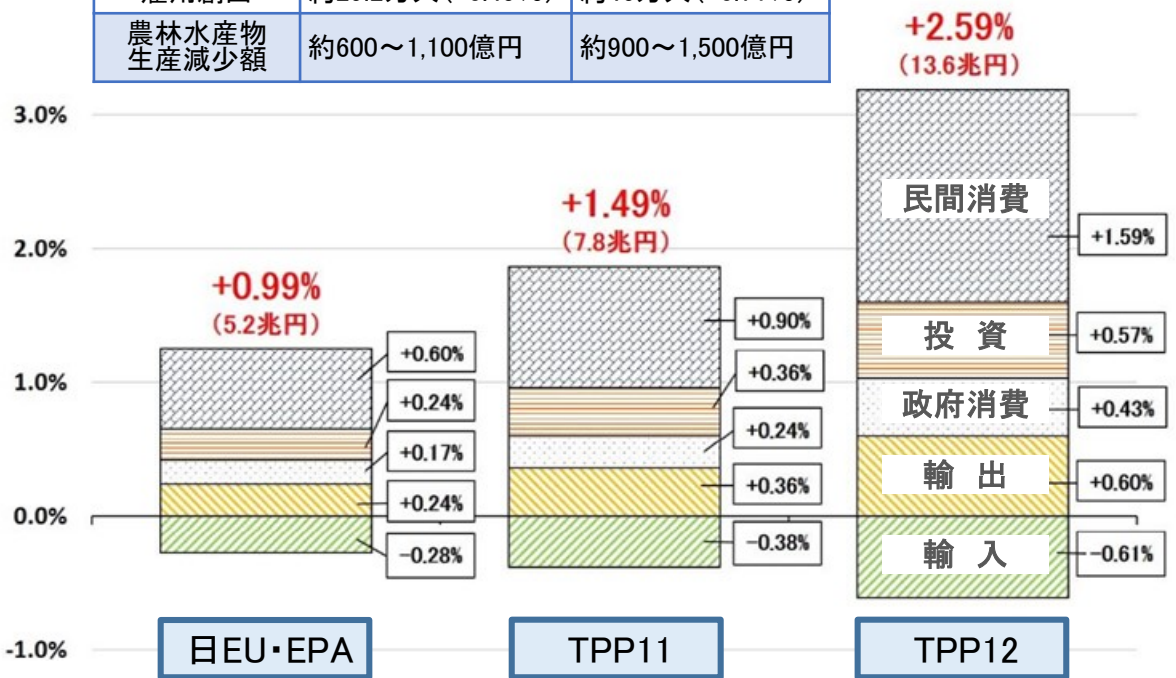 農林水産物
生産減少額
約600～1,100億円
約900～1,500億円
+2.59%
(13.6兆円)
3.0%
民間消費
+1.59%
+1.49%
(7.8兆円)
2.0%
+0.99%
(5.2兆円)
+0.90%
投 資
+0.57%
+0.60%
+0.36%
1.0%
+0.24%
政府消費
+0.43%
+0.24%
+0.17%
+0.36%
輸 出
+0.60%
+0.24%
0.0%
-0.28%
-0.38%
輸 入
-0.61%
-1.0%
日EU・EPA
TPP11
TPP12